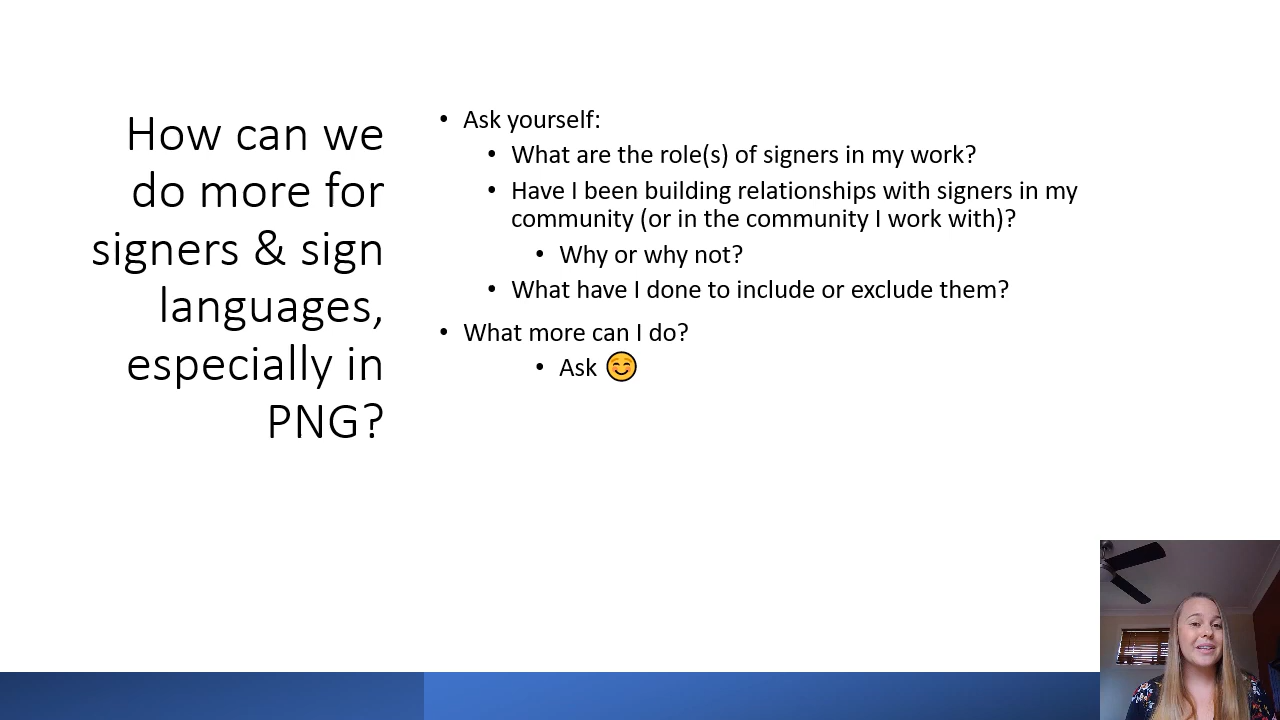 How can we
do more for
signers & sign
languages,
especially in
PNG?
• Ask yourself:
• What are the role(s) of signers in my work?
• Have I been building relationships with signers in my
community (or in the community I work with)?
• Why or why not?
• What have I done to include or exclude them?
• What more can I do?
• Ask 😊